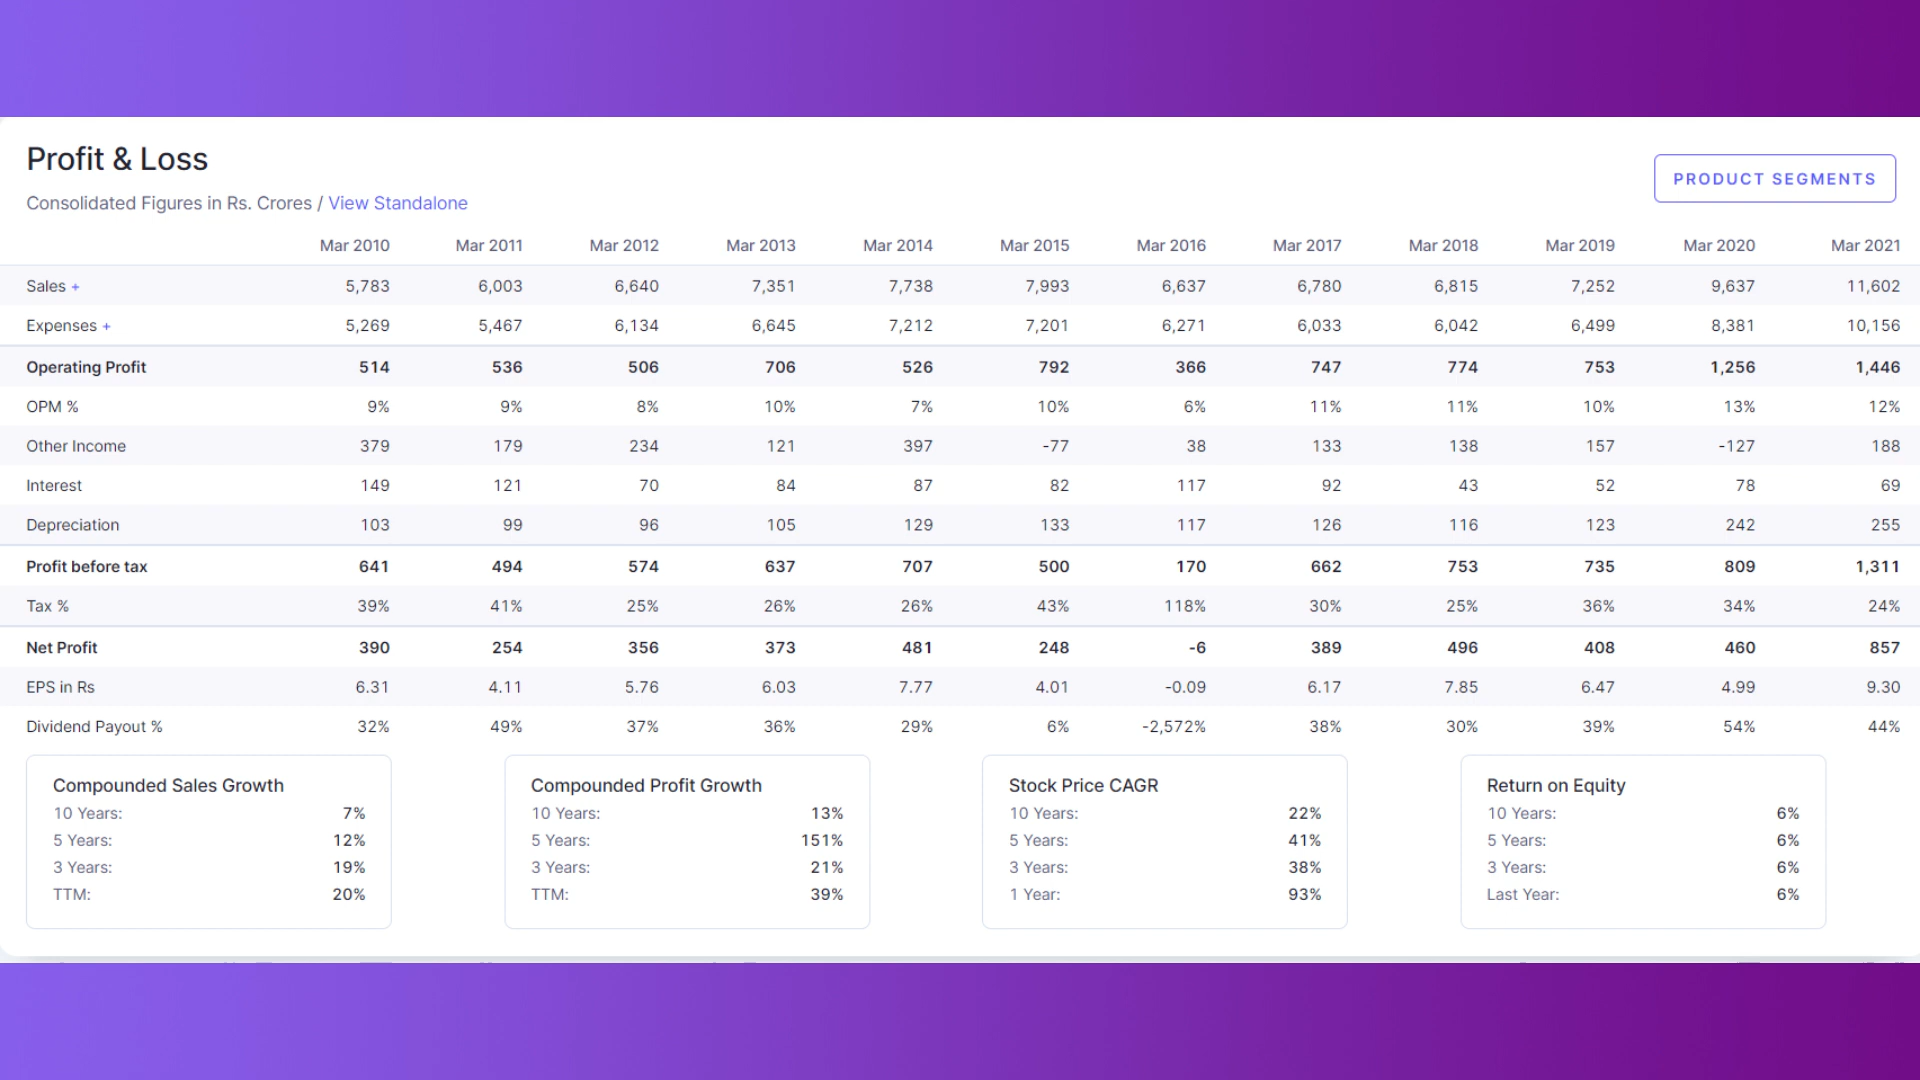 Profit & Loss
PRODUCT SEGMENTS
Consolidated Figures in Rs. Crores / View Standalone
Mar 2010 Mar 2011 Mar 2012 Mar 2013 Mar 2014 Mar 2015 Mar 2016 Mar 2017 Mar 2018 Mar 2019 Mar 2020 Mar 2021
Sales + 5,783 6,003 6,640 7,351 7,738 7,993 6,637 6,780 6,815 7,252 9,637 11,602
Expenses + 5,269 5,467 6,134 6,645 7,212 7,201 6,271 6,033 6,042 6,499 8,381 10,156
Operating Profit 514 536 506 706 526 792 366 747 774 753 1,256 1,446
OPM % 9% 9% 8% 10% 7% 10% 6% 11% 11% 10% 13% 12%
Other Income 379 179 234 121 397 -77 38 133 138 157 -127 188
Interest 149 121 70 84 87 82 117 92 43 52 78 69
Depreciation 103 99 96 105 129 133 117 126 116 123 242 255
Profit before tax 641 494 574 637 707 500 170 662 753 735 809 1,311
Tax % 39% 41% 25% 26% 26% 43% 118% 30% 25% 36% 34% 24%
Net Profit 390 254 356 373 481 248 -6 389 496 408 460 857
EPS in Rs 6.31 4.11 5.76 6.03 7.77 4.01 -0.09 6.17 7.85 6.47 4.99 9.30
Dividend Payout % 32% 49% 37% 36% 29% 6% -2,572% 38% 30% 39% 54% 44%
Compounded Sales Growth
10 Years: 7%
5 Years: 12%
3 Years: 19%
TTM: 20%
Compounded Profit Growth
10 Years: 13%
5 Years: 151%
3 Years: 21%
TTM: 39%
Stock Price CAGR
10 Years: 22%
5 Years: 41%
3 Years: 38%
1 Year: 93%
Return on Equity
10 Years: 6%
5 Years: 6%
3 Years: 6%
Last Year: 6%